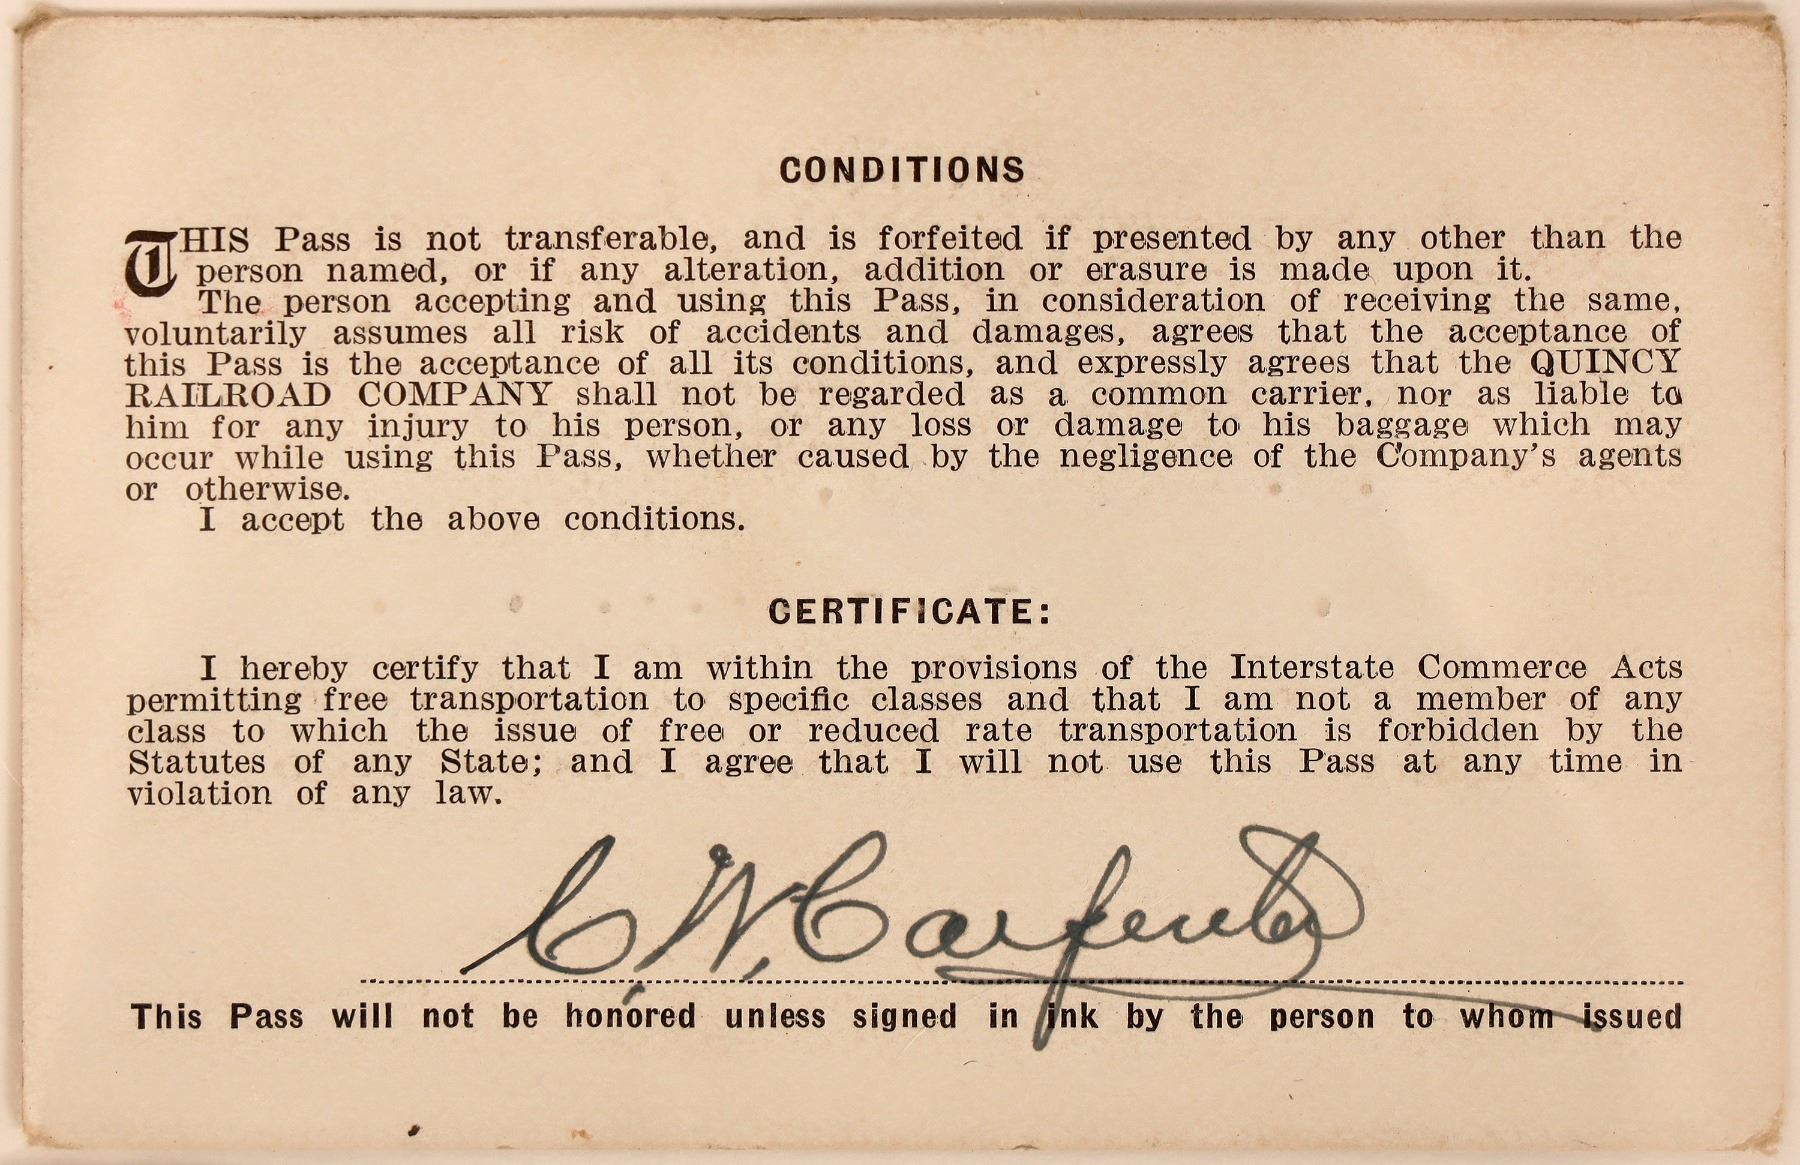 CONDITIONS
THIS Pass is not transferable, and is forfeited if presented by any other than the
person named, or if any alteration, addition or erasure is made upon it.
The person accepting and using this Pass, in consideration of receiving the same,
voluntarily assumes all risk of accidents and damages, agrees that the acceptance of
this Pass is the acceptance of all its conditions, and expressly agrees that the QUINCY
RAILROAD COMPANY shall not be regarded as a common carrier, nor as liable to
him for any injury to his person, or any loss or damage to his baggage which may
occur while using this Pass, whether caused by the negligence of the Company's agents
or otherwise.
I accept the above conditions.
CERTIFICATE:
I hereby certify that I am within the provisions of the Interstate Commerce Acts
permitting free transportation to specific classes and that I am not a member of any
class to which the issue of free or reduced rate transportation is forbidden by the
Statutes of any State; and I agree that I will not use this Pass at any time in
violation of any law.
C. W. Carpenter
This Pass will not be honored unless signed in ink by the person to whom issued